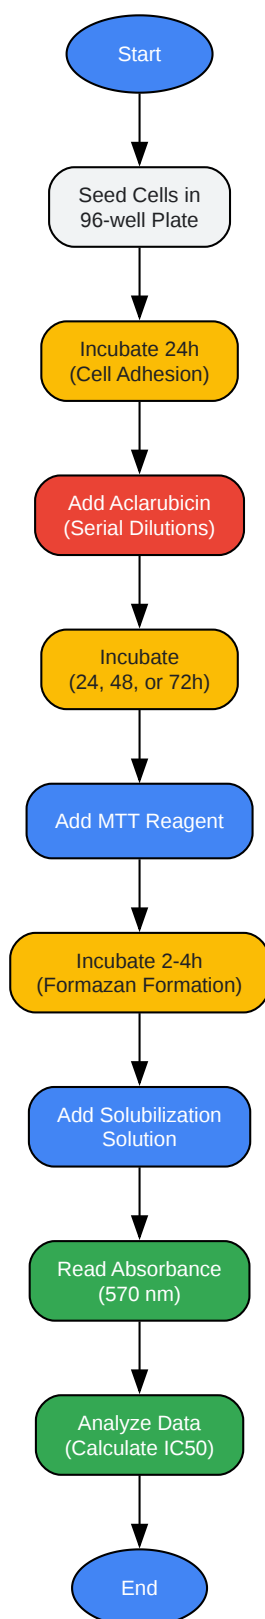 Start
Seed Cells in
96-well Plate
Incubate 24h
(Cell Adhesion)
Add Aclarubicin
(Serial Dilutions)
Incubate
(24, 48, or 72h)
Add MTT Reagent
Incubate 2-4h
(Formazan Formation)
Add Solubilization
Solution
Read Absorbance
(570 nm)
Analyze Data
(Calculate IC50)
End